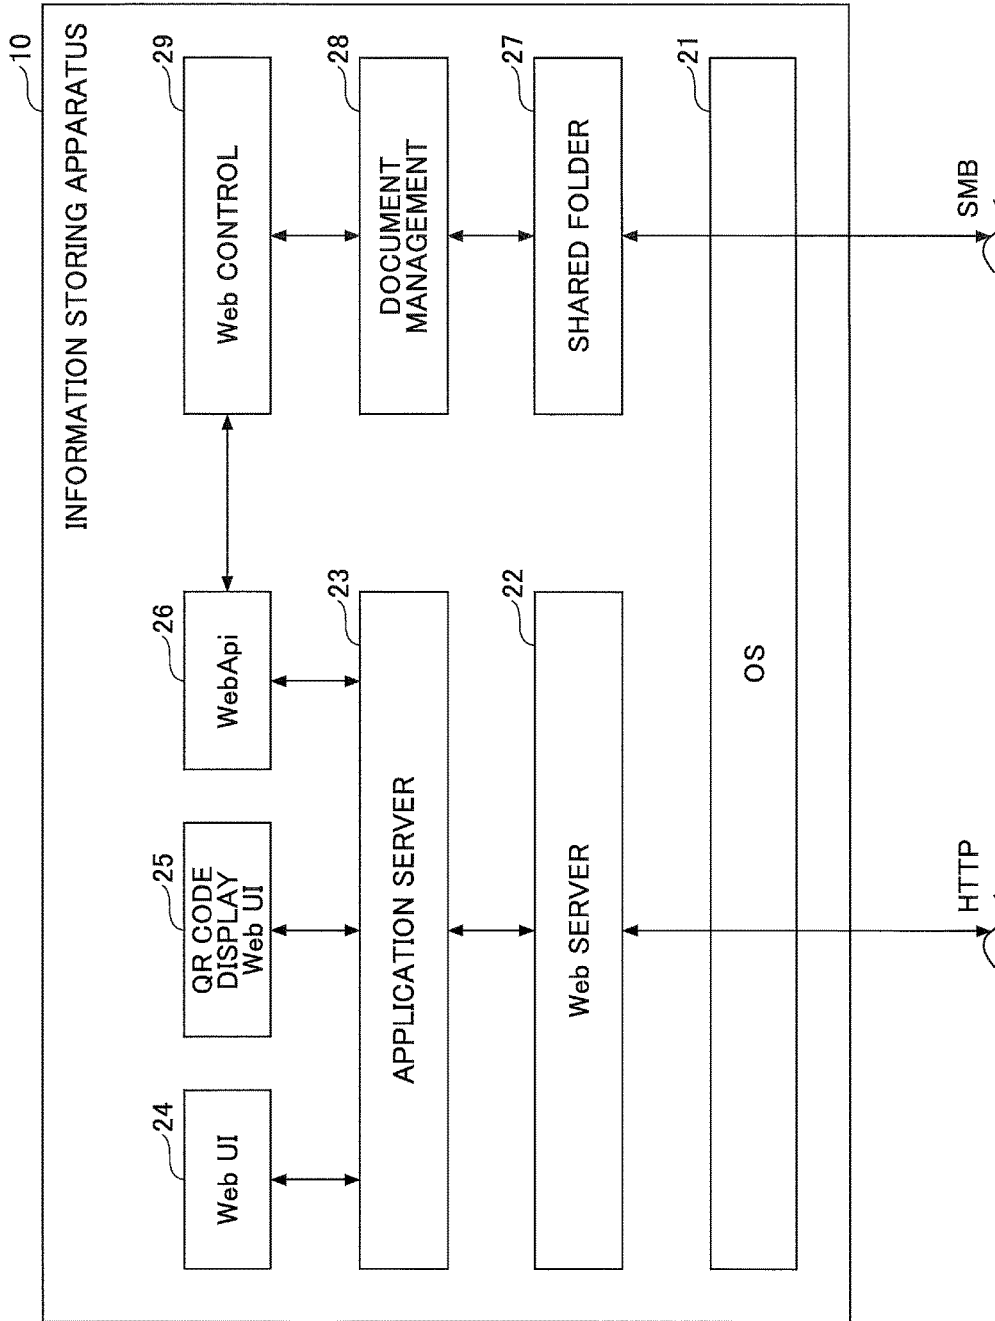 10
INFORMATION STORING APPARATUS
24
Web UI
25
QR CODE
DISPLAY
Web UI
26
WebApi
29
Web CONTROL
23
APPLICATION SERVER
28
DOCUMENT
MANAGEMENT
22
Web SERVER
27
SHARED FOLDER
21
OS
HTTP
SMB